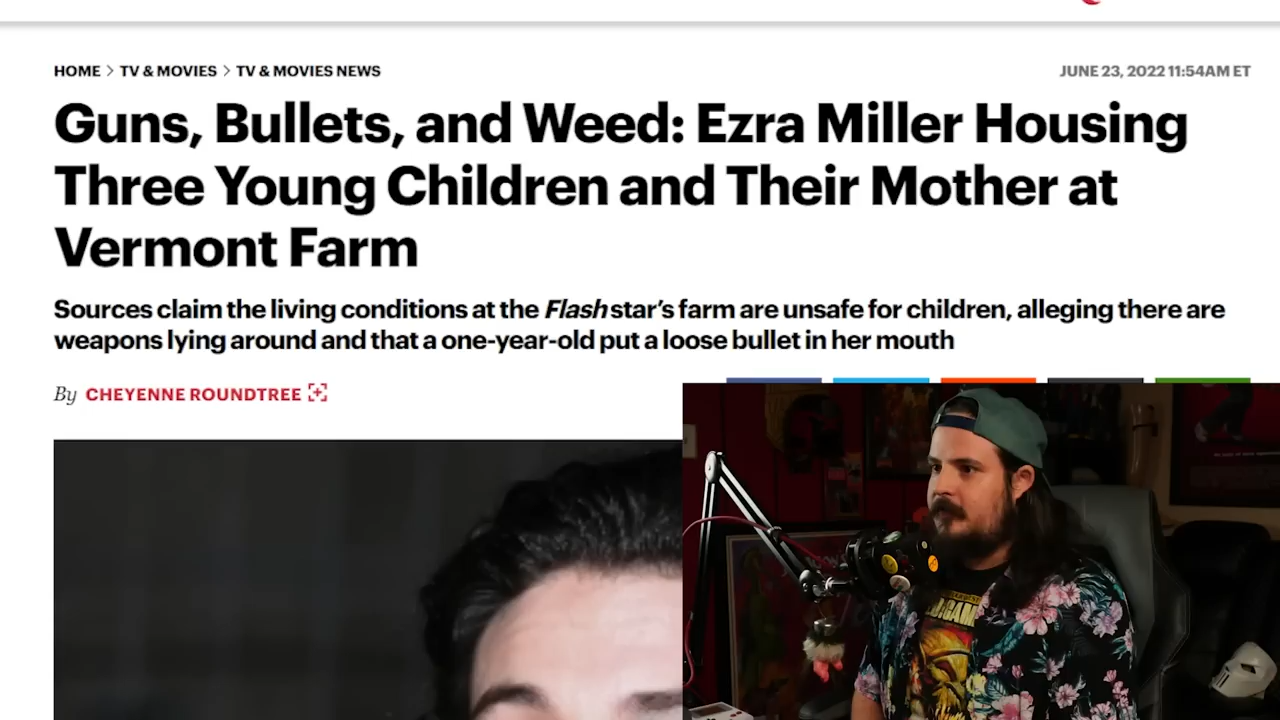 HOME > TV & MOVIES > TV & MOVIES NEWS
JUNE 23, 2022 11:54AM ET
Guns, Bullets, and Weed: Ezra Miller Housing
Three Young Children and Their Mother at
Vermont Farm
Sources claim the living conditions at the Flash star’s farm are unsafe for children, alleging there are
weapons lying around and that a one-year-old put a loose bullet in her mouth
By CHEYENNE ROUNDTREE